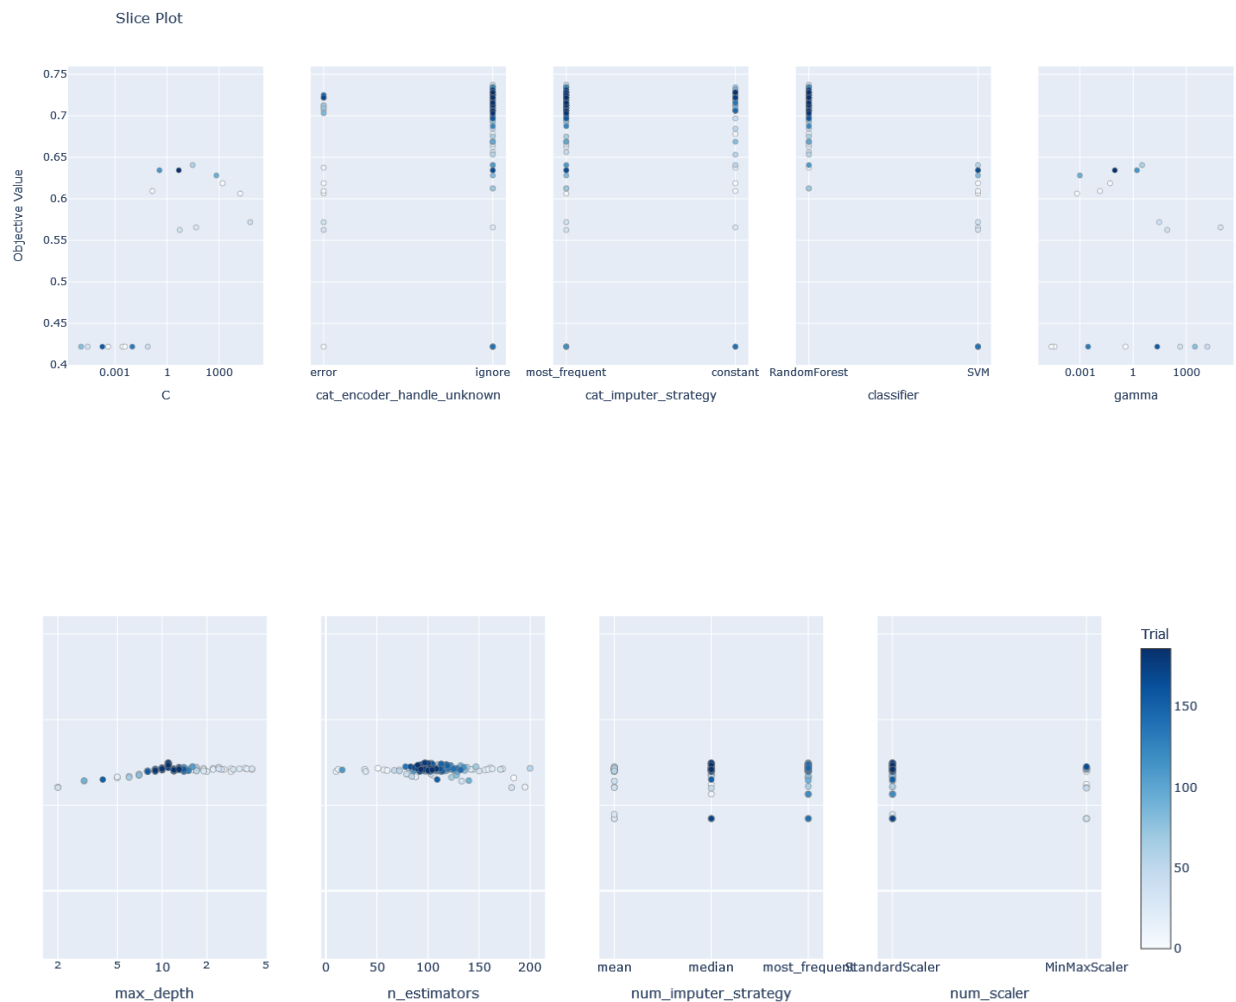 Slice Plot
0.75
0.7
0.65
0.6
0.55
0.5
0.45
0.4
Objective Value
0.001 1 1000
error ignore
most_frequent constant
RandomForest SVM
0.001 1 1000
C
cat_encoder_handle_unknown
cat_imputer_strategy
classifier
gamma
Trial
150
100
50
0
2 5 10 2 5
0 50 100 150 200
mean median most_frequent
StandardScaler MinMaxScaler
max_depth
n_estimators
num_imputer_strategy
num_scaler